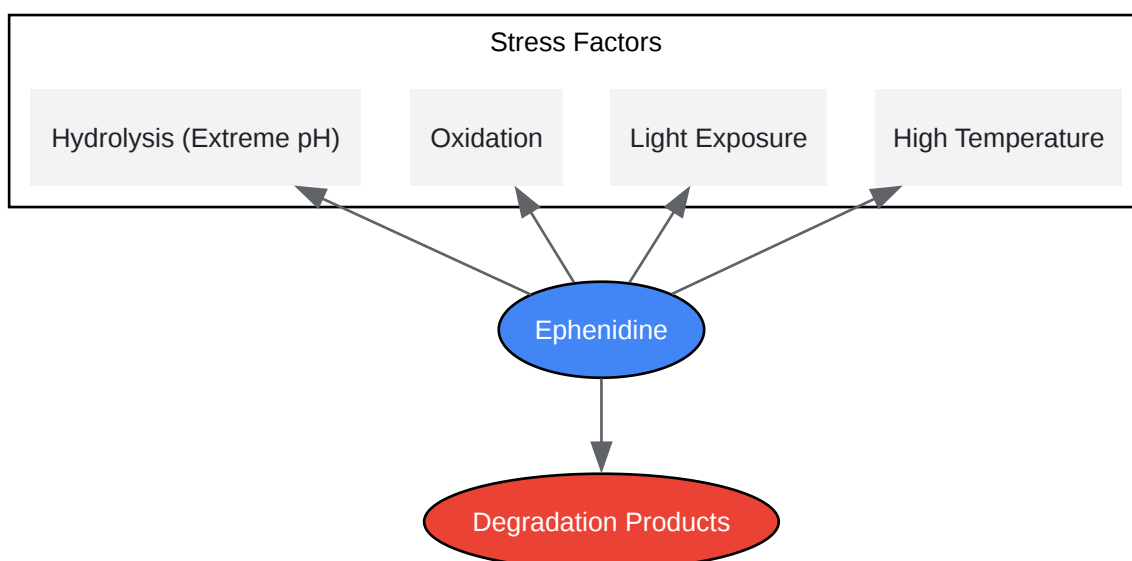 Stress Factors
Hydrolysis (Extreme pH)
Oxidation
Light Exposure
High Temperature
Ephenidine
Degradation Products